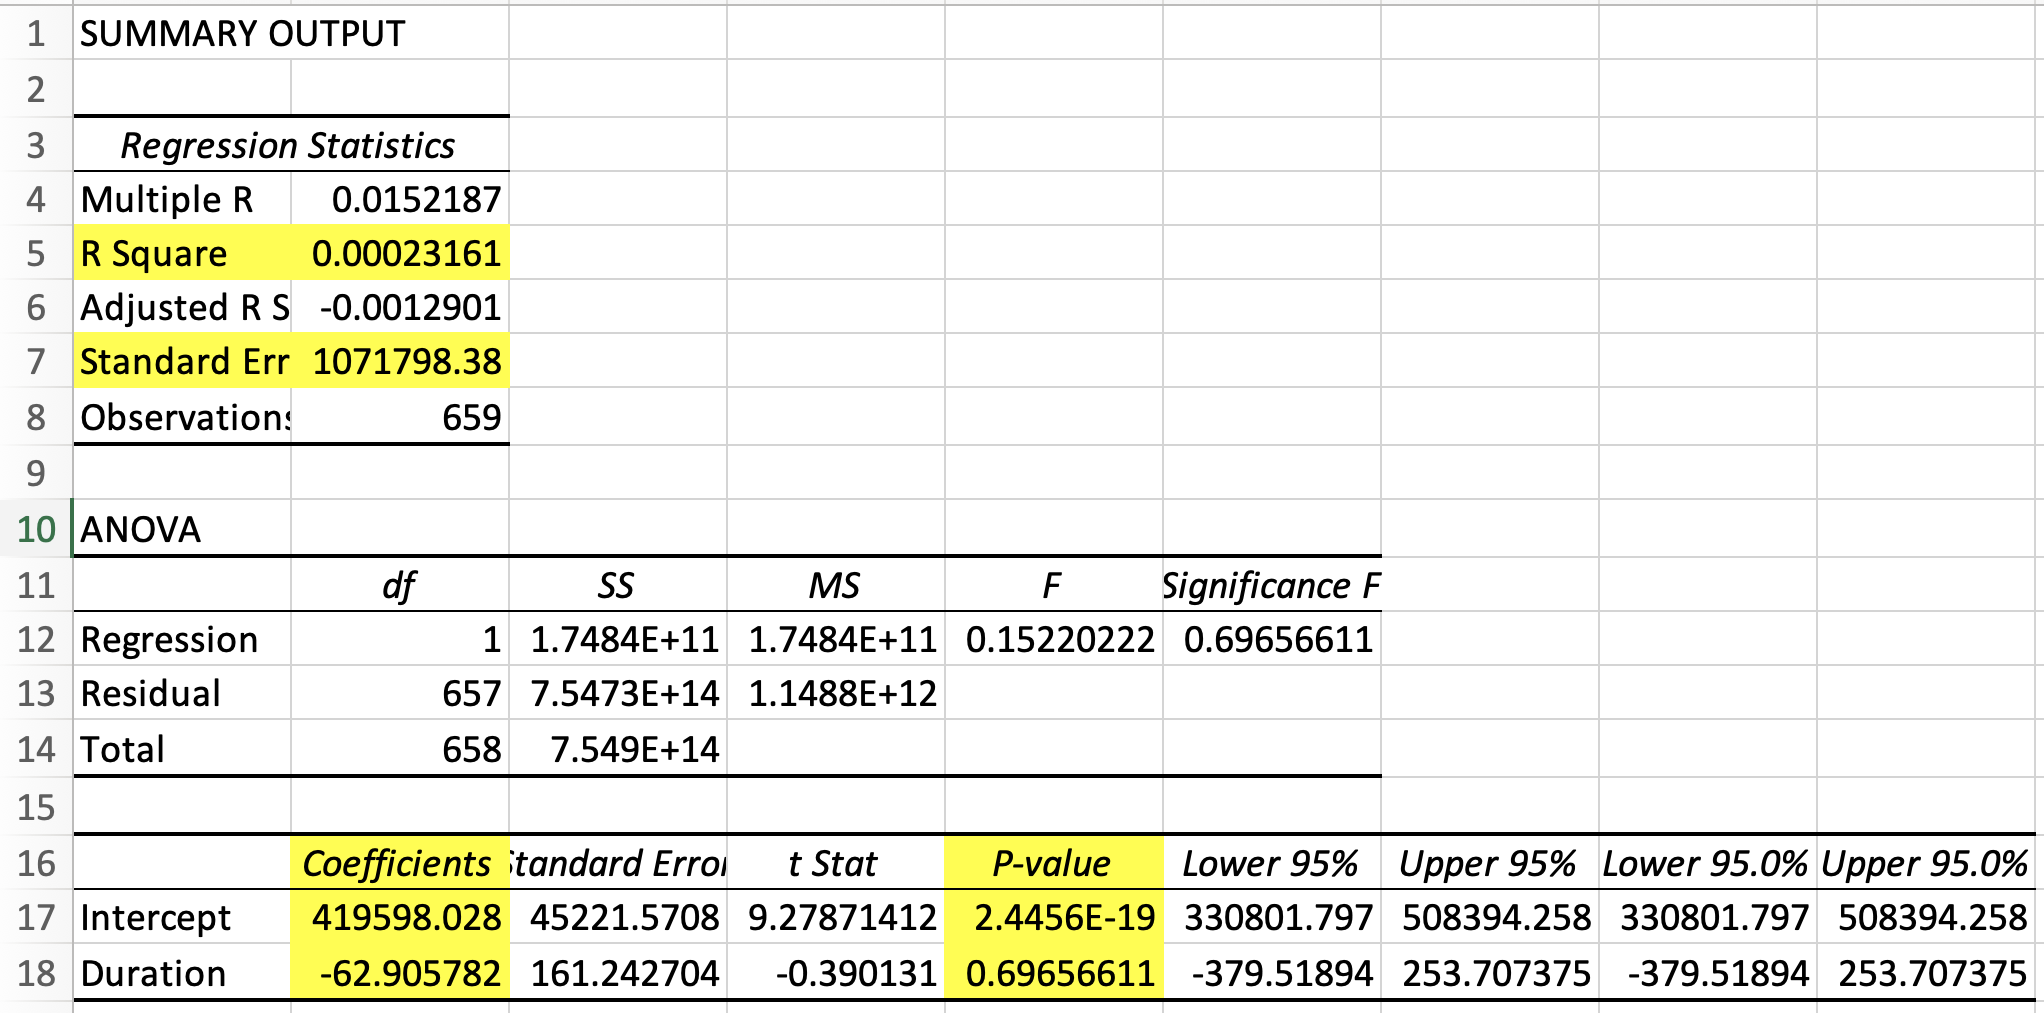 1 SUMMARY OUTPUT
2
3 Regression Statistics
4 Multiple R 0.0152187
5 R Square 0.00023161
6 Adjusted R S -0.0012901
7 Standard Err 1071798.38
8 Observations 659
9
10 ANOVA
11 df SS MS F Significance F
12 Regression 1 1.7484E+11 1.7484E+11 0.15220222 0.69656611
13 Residual 657 7.5473E+14 1.1488E+12
14 Total 658 7.549E+14
15
16 Coefficients Standard Error t Stat P-value Lower 95% Upper 95% Lower 95.0% Upper 95.0%
17 Intercept 419598.028 45221.5708 9.27871412 2.4456E-19 330801.797 508394.258 330801.797 508394.258
18 Duration -62.905782 161.242704 -0.390131 0.69656611 -379.51894 253.707375 -379.51894 253.707375